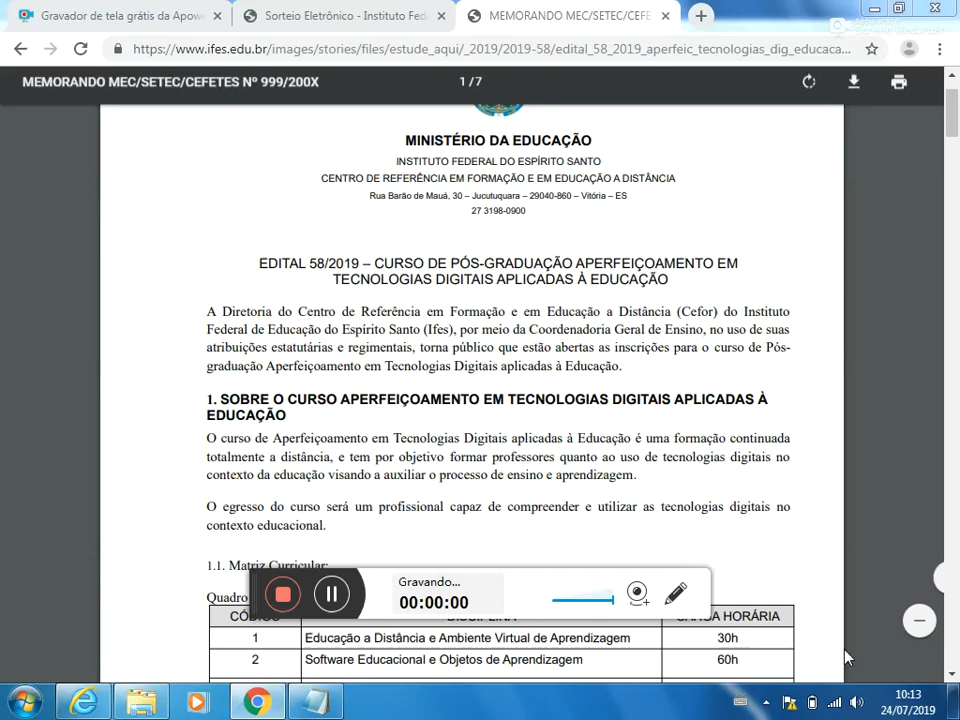 Gravador de tela grátis da Apowe
Sorteio Eletrônico - Instituto Fede
MEMORANDO MEC/SETEC/CEFE
https://www.ifes.edu.br/images/stories/files/estude_aqui/_2019/2019-58/edital_58_2019_aperfeic_tecnologias_dig_educaca...
MEMORANDO MEC/SETEC/CEFETES Nº 999/200X
1 / 7
MINISTÉRIO DA EDUCAÇÃO
INSTITUTO FEDERAL DO ESPÍRITO SANTO
CENTRO DE REFERÊNCIA EM FORMAÇÃO E EM EDUCAÇÃO A DISTÂNCIA
Rua Barão de Mauá, 30 – Jucutuquara – 29040-860 – Vitória – ES
27 3198-0900
EDITAL 58/2019 – CURSO DE PÓS-GRADUAÇÃO APERFEIÇOAMENTO EM
TECNOLOGIAS DIGITAIS APLICADAS À EDUCAÇÃO
A Diretoria do Centro de Referência em Formação e em Educação a Distância (Cefor) do Instituto
Federal de Educação do Espírito Santo (Ifes), por meio da Coordenadoria Geral de Ensino, no uso de suas
atribuições estatutárias e regimentais, torna público que estão abertas as inscrições para o curso de Pós-
graduação Aperfeiçoamento em Tecnologias Digitais aplicadas à Educação.
1. SOBRE O CURSO APERFEIÇOAMENTO EM TECNOLOGIAS DIGITAIS APLICADAS À
EDUCAÇÃO
O curso de Aperfeiçoamento em Tecnologias Digitais aplicadas à Educação é uma formação continuada
totalmente a distância, e tem por objetivo formar professores quanto ao uso de tecnologias digitais no
contexto da educação visando a auxiliar o processo de ensino e aprendizagem.
O egresso do curso será um profissional capaz de compreender e utilizar as tecnologias digitais no
contexto educacional.
1.1. Matriz Curricular:
Quadro
Gravando...
00:00:00
CÓDIGO DISCIPLINA CARGA HORÁRIA
1 Educação a Distância e Ambiente Virtual de Aprendizagem 30h
2 Software Educacional e Objetos de Aprendizagem 60h
10:13
24/07/2019